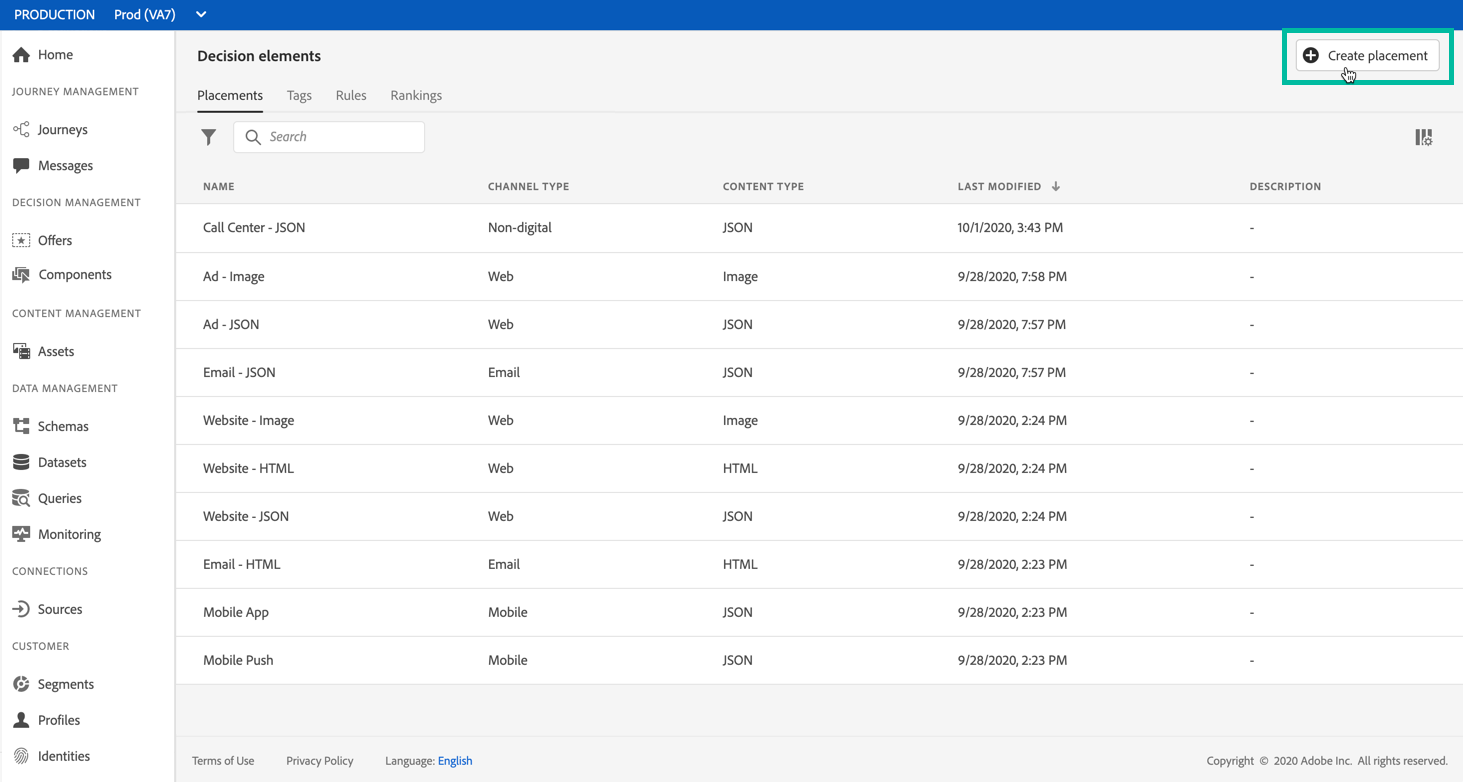 PRODUCTION Prod (VA7)
Home
JOURNEY MANAGEMENT
Journeys
Messages
DECISION MANAGEMENT
Offers
Components
CONTENT MANAGEMENT
Assets
DATA MANAGEMENT
Schemas
Datasets
Queries
Monitoring
CONNECTIONS
Sources
CUSTOMER
Segments
Profiles
Identities
Decision elements
Create placement
Placements Tags Rules Rankings
Search
NAME CHANNEL TYPE CONTENT TYPE LAST MODIFIED DESCRIPTION
Call Center - JSON Non-digital JSON 10/1/2020, 3:43 PM -
Ad - Image Web Image 9/28/2020, 7:58 PM -
Ad - JSON Web JSON 9/28/2020, 7:57 PM -
Email - JSON Email JSON 9/28/2020, 7:57 PM -
Website - Image Web Image 9/28/2020, 2:24 PM -
Website - HTML Web HTML 9/28/2020, 2:24 PM -
Website - JSON Web JSON 9/28/2020, 2:24 PM -
Email - HTML Email HTML 9/28/2020, 2:23 PM -
Mobile App Mobile JSON 9/28/2020, 2:23 PM -
Mobile Push Mobile JSON 9/28/2020, 2:23 PM -
Terms of Use Privacy Policy Language: English Copyright © 2020 Adobe Inc. All rights reserved.